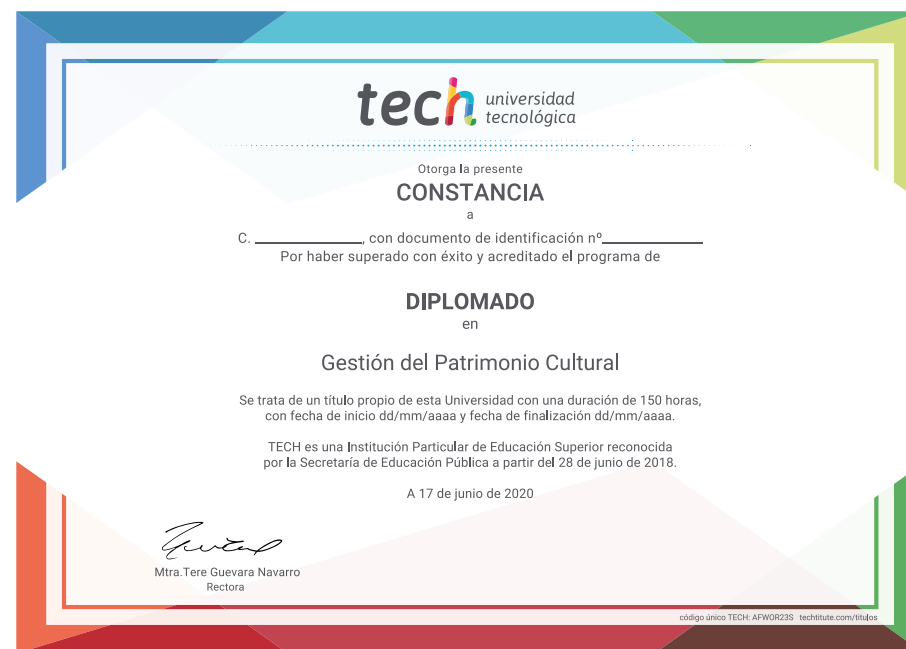 tech universidad
tecnológica
Otorga la presente
CONSTANCIA
a
C. ____________, con documento de identificación nº____________
Por haber superado con éxito y acreditado el programa de
DIPLOMADO
en
Gestión del Patrimonio Cultural
Se trata de un título propio de esta Universidad con una duración de 150 horas,
con fecha de inicio dd/mm/aaaa y fecha de finalización dd/mm/aaaa.
TECH es una Institución Particular de Educación Superior reconocida
por la Secretaría de Educación Pública a partir del 28 de junio de 2018.
A 17 de junio de 2020
Mtra.Tere Guevara Navarro
Rectora
código único TECH: AFWOR23S techtitute.com/titulos